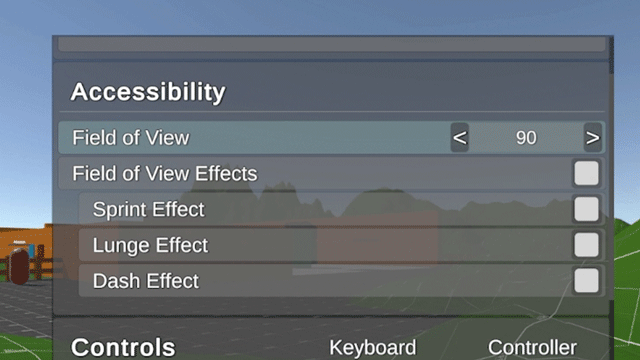 Accessibility
Field of View < 90 >
Field of View Effects
Sprint Effect
Lunge Effect
Dash Effect
Controls Keyboard Controller